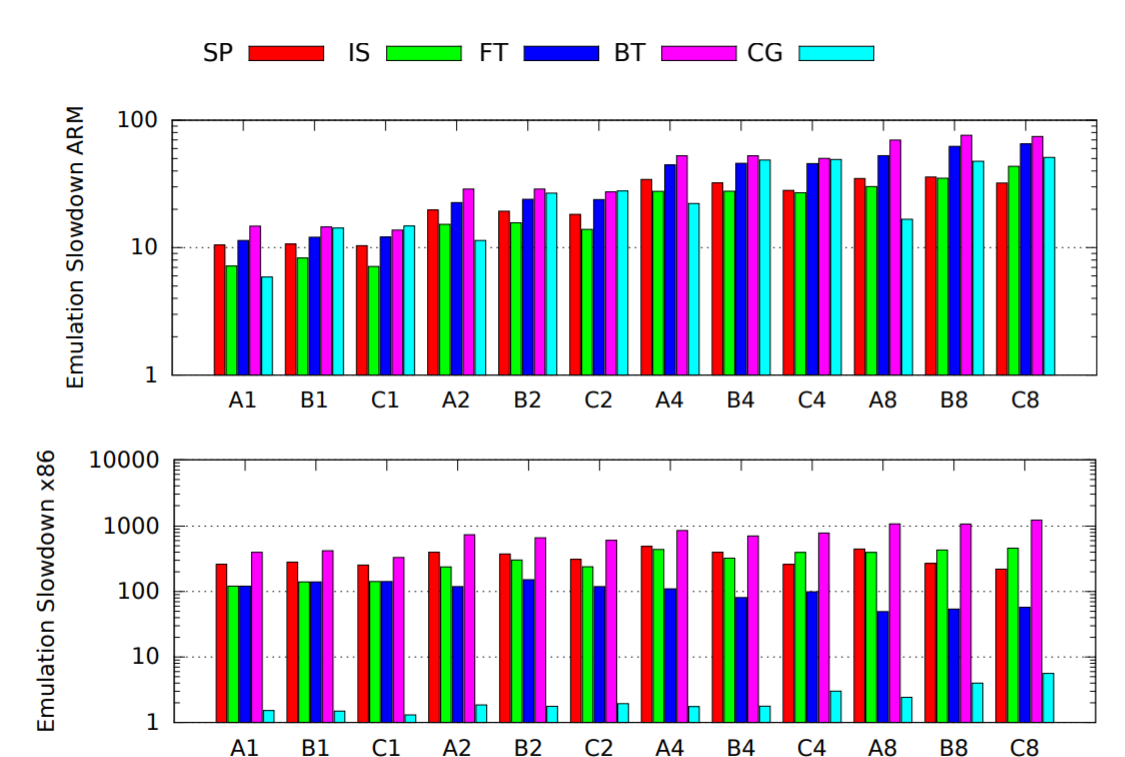 SP IS FT BT CG
Emulation Slowdown ARM
100
10
1
A1 B1 C1 A2 B2 C2 A4 B4 C4 A8 B8 C8
Emulation Slowdown x86
10000
1000
100
10
1
A1 B1 C1 A2 B2 C2 A4 B4 C4 A8 B8 C8